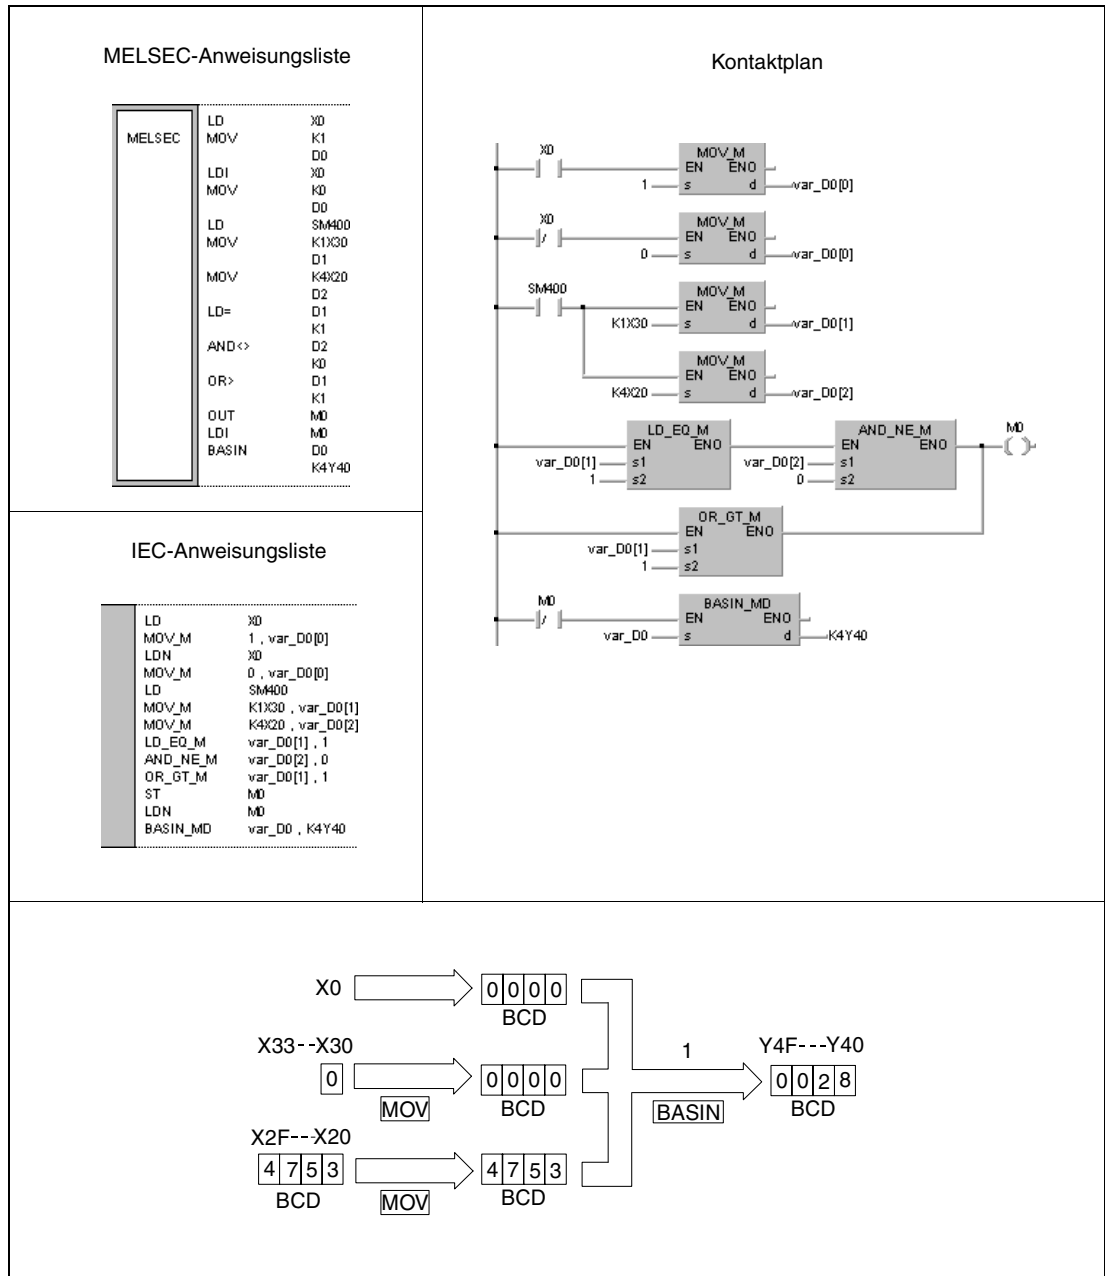 MELSEC-Anweisungsliste
MELSEC
LD X0
MOV K1
D0
LDI X0
MOV K0
D0
LD SM400
MOV K1X30
D1
MOV K4X20
D2
LD= D1
K1
AND<> D2
K0
OR> D1
K1
OUT M0
LDI M0
BASIN D0
K4Y40
IEC-Anweisungsliste
LD X0
MOV_M 1 , var_D0[0]
LDN X0
MOV_M 0 , var_D0[0]
LD SM400
MOV_M K1X30 , var_D0[1]
MOV_M K4X20 , var_D0[2]
LD_EQ_M var_D0[1] , 1
AND_NE_M var_D0[2] , 0
OR_GT_M var_D0[1] , 1
ST M0
LDN M0
BASIN_MD var_D0 , K4Y40
Kontaktplan
X0 MOV_M
EN ENO
1 s d var_D0[0]
X0 MOV_M
EN ENO
0 s d var_D0[0]
SM400 MOV_M
EN ENO
K1X30 s d var_D0[1]
MOV_M
EN ENO
K4X20 s d var_D0[2]
LD_EQ_M AND_NE_M M0
EN ENO EN ENO
var_D0[1] s1 var_D0[2] s1
1 s2 0 s2
OR_GT_M
EN ENO
var_D0[1] s1
1 s2
M0 BASIN_MD
EN ENO
var_D0 s d K4Y40
X0 0 0 0 0
BCD
X33--X30 1 Y4F---Y40
0 0 0 0 0 0 0 2 8
MOV BCD BASIN BCD
X2F---X20
4 7 5 3 4 7 5 3
BCD MOV BCD